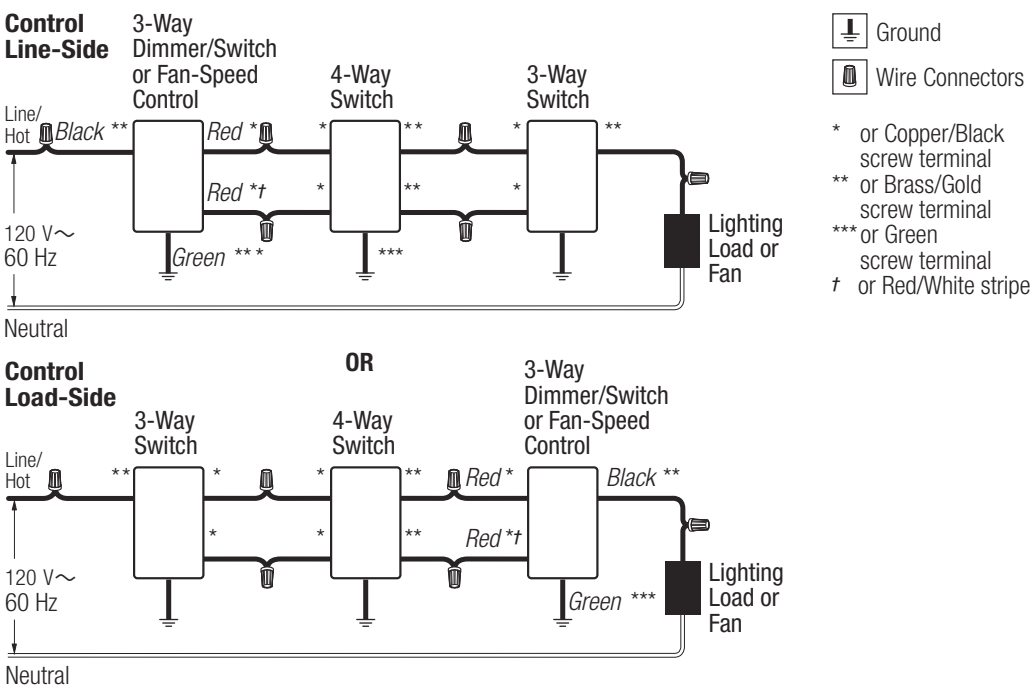 Control
Line-Side
3-Way
Dimmer/Switch
or Fan-Speed
Control
4-Way
Switch
3-Way
Switch
Line/
Hot
Black **
Red *
*
**
*
**
Red *†
*
**
*
120 V~
60 Hz
Green ** *
***
Lighting
Load or
Fan
Neutral
Ground
Wire Connectors
* or Copper/Black
screw terminal
** or Brass/Gold
screw terminal
*** or Green
screw terminal
† or Red/White stripe
OR
Control
Load-Side
3-Way
Switch
4-Way
Switch
3-Way
Dimmer/Switch
or Fan-Speed
Control
Line/
Hot
**
*
*
**
Red *
Black **
*
*
**
Red *†
120 V~
60 Hz
Green ***
Lighting
Load or
Fan
Neutral